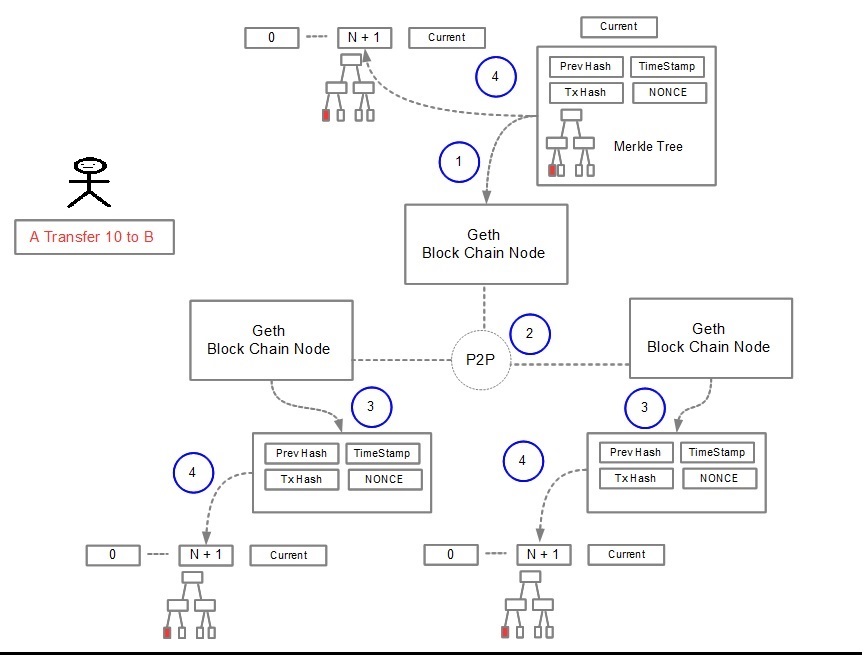 Current
0
N + 1
Current
4
Prev Hash
TimeStamp
Tx Hash
NONCE
Merkle Tree
1
A Transfer 10 to B
Geth
Block Chain Node
Geth
Block Chain Node
2
P2P
Geth
Block Chain Node
3
3
Prev Hash
TimeStamp
Tx Hash
NONCE
4
Prev Hash
TimeStamp
Tx Hash
NONCE
4
0
N + 1
Current
0
N + 1
Current